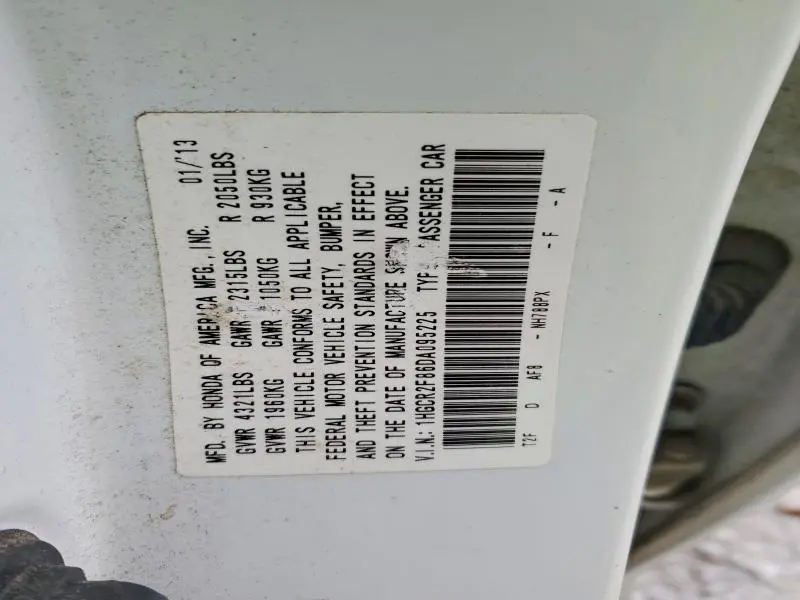 MFD. BY HONDA OF AMERICA MFG., INC. 01/'13
GVWR 4321LBS GAWR F 2315LBS R 2050LBS
GVWR 1960KG GAWR F 1050KG R 930KG
THIS VEHICLE CONFORMS TO ALL APPLICABLE
FEDERAL MOTOR VEHICLE SAFETY, BUMPER,
AND THEFT PREVENTION STANDARDS IN EFFECT
ON THE DATE OF MANUFACTURE SHOWN ABOVE.
V.I.N.: 1HGCR2F86DA095225 TYPE: PASSENGER CAR
T2F D AF8 - NH788PX - F - A